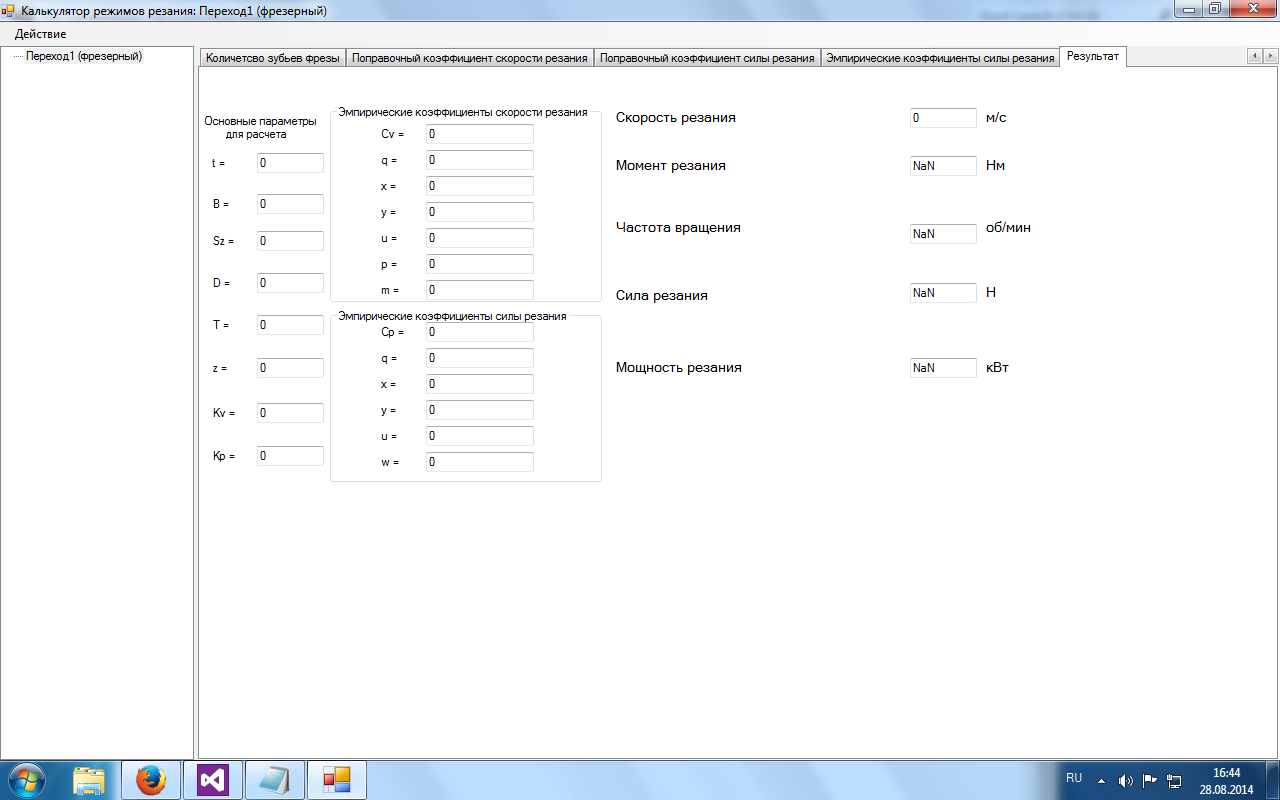 Калькулятор режимов резания: Переход1 (фрезерный)
Действие
Переход1 (фрезерный)
Количетсво зубьев фрезы
Поправочный коэффициент скорости резания
Поправочный коэффициент силы резания
Эмпирические коэффициенты силы резания
Результат
Основные параметры
для расчета
t = 0
B = 0
Sz = 0
D = 0
T = 0
z = 0
Kv = 0
Kp = 0
Эмпирические коэффициенты скорости резания
Cv = 0
q = 0
x = 0
y = 0
u = 0
p = 0
m = 0
Эмпирические коэффициенты силы резания
Cp = 0
q = 0
x = 0
y = 0
u = 0
w = 0
Скорость резания 0 м/с
Момент резания NaN Нм
Частота вращения NaN об/мин
Сила резания NaN Н
Мощность резания NaN кВт
RU
16:44
28.08.2014